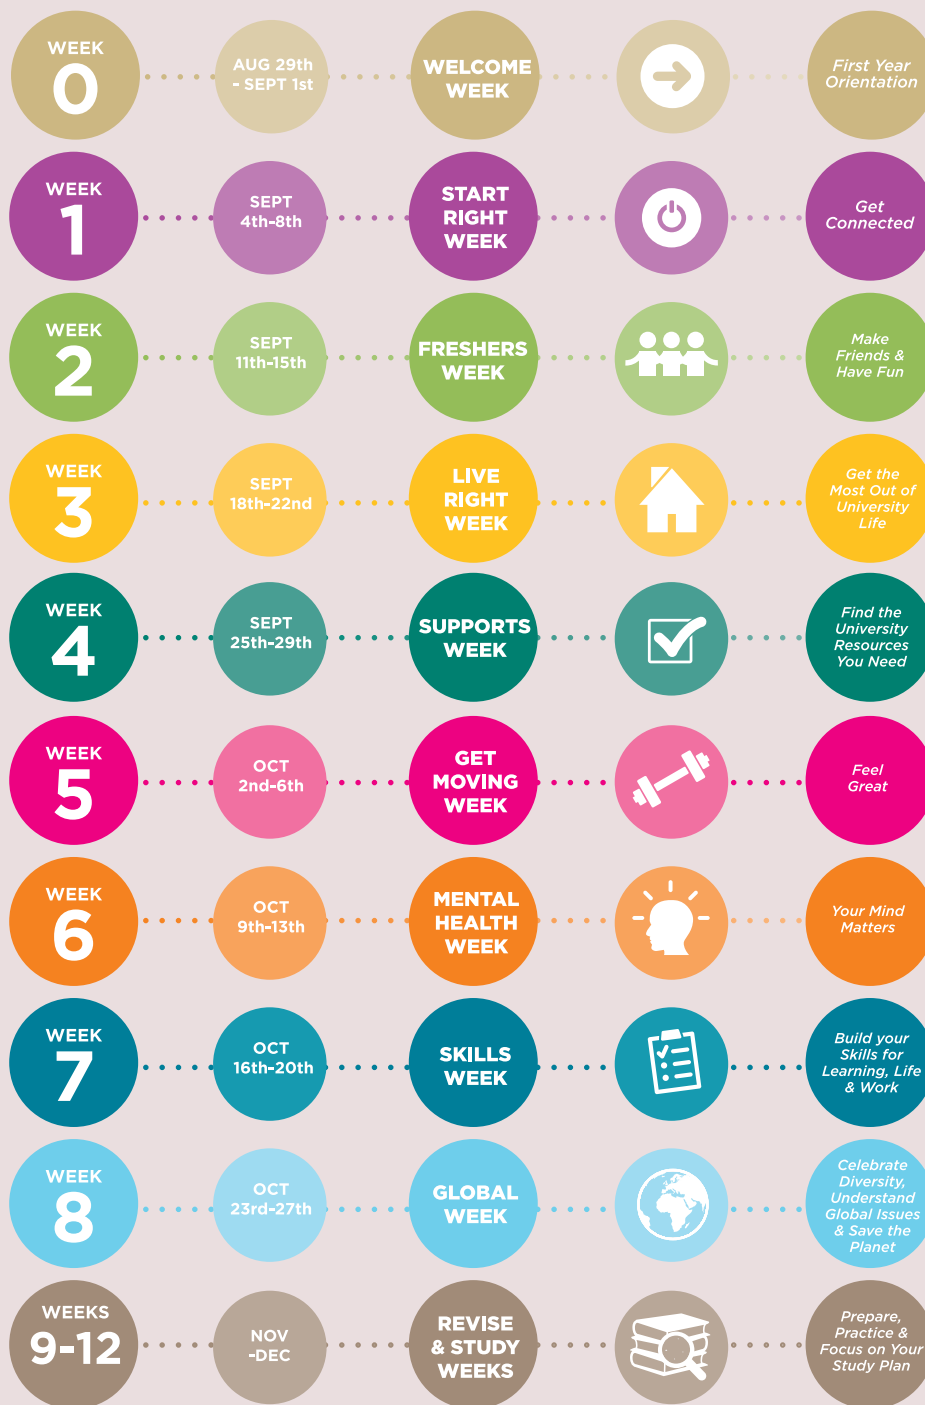 WEEK
0
AUG 29th
- SEPT 1st
WELCOME
WEEK
First Year
Orientation
WEEK
1
SEPT
4th-8th
START
RIGHT
WEEK
Get
Connected
WEEK
2
SEPT
11th-15th
FRESHERS
WEEK
Make
Friends &
Have Fun
WEEK
3
SEPT
18th-22nd
LIVE
RIGHT
WEEK
Get the
Most Out of
University
Life
WEEK
4
SEPT
25th-29th
SUPPORTS
WEEK
Find the
University
Resources
You Need
WEEK
5
OCT
2nd-6th
GET
MOVING
WEEK
Feel
Great
WEEK
6
OCT
9th-13th
MENTAL
HEALTH
WEEK
Your Mind
Matters
WEEK
7
OCT
16th-20th
SKILLS
WEEK
Build your
Skills for
Learning, Life
& Work
WEEK
8
OCT
23rd-27th
GLOBAL
WEEK
Celebrate
Diversity,
Understand
Global Issues
& Save the
Planet
WEEKS
9-12
NOV
-DEC
REVISE
& STUDY
WEEKS
Prepare,
Practice &
Focus on Your
Study Plan